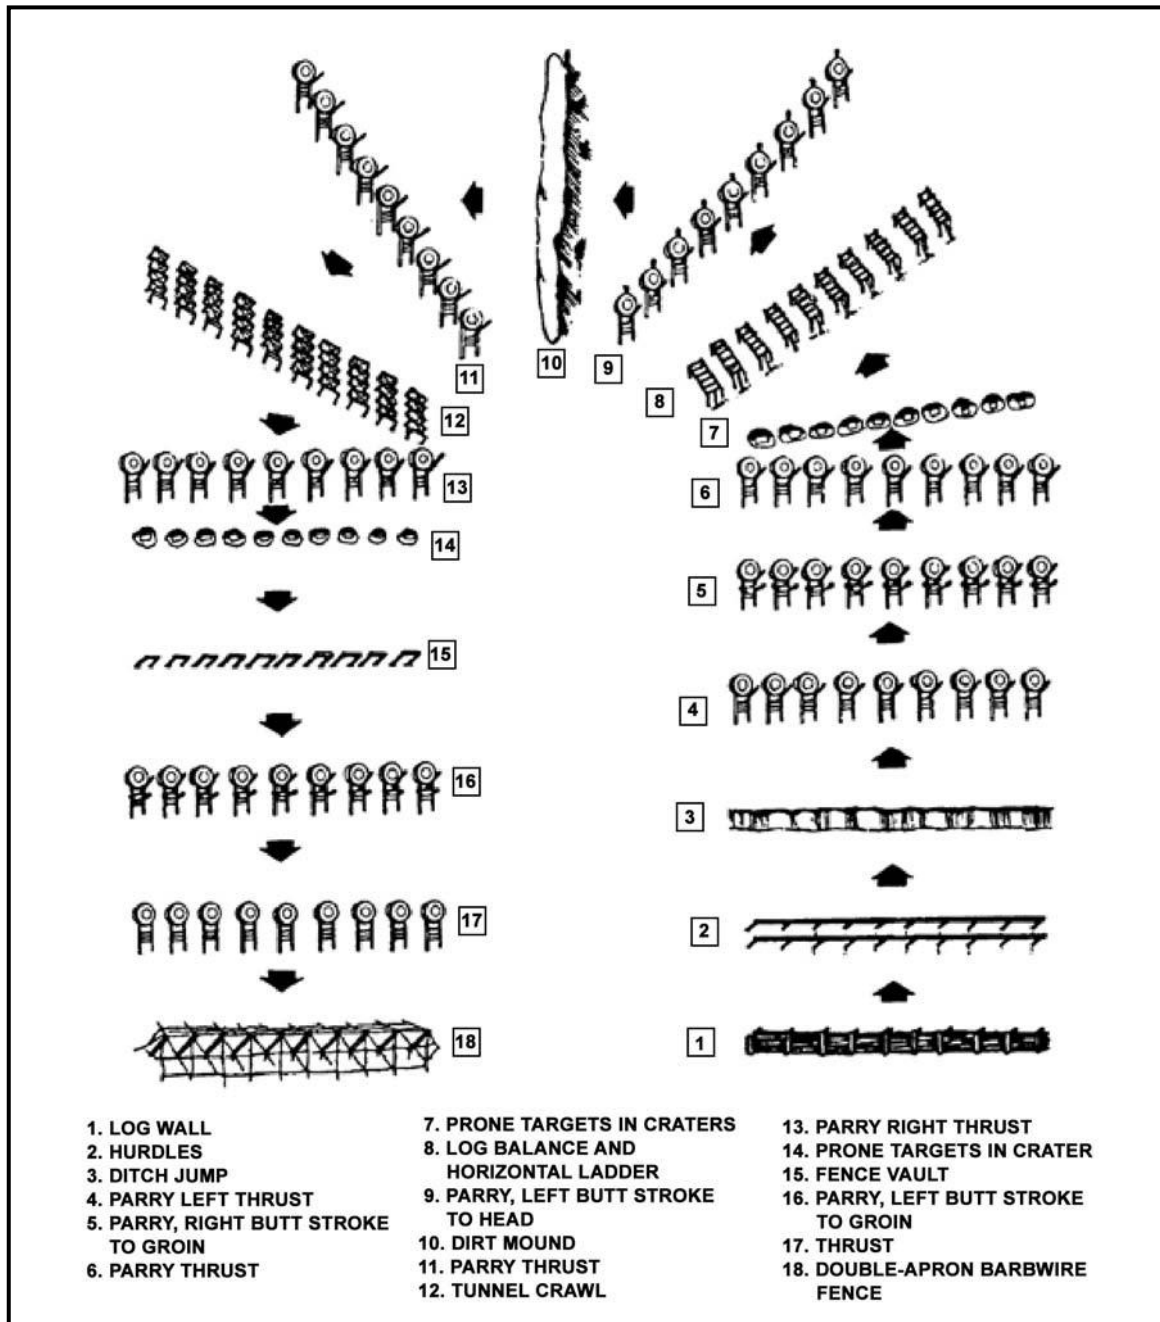 11
10
9
8
7
12
13
6
14
5
15
4
16
3
17
2
18
1
1. LOG WALL
2. HURDLES
3. DITCH JUMP
4. PARRY LEFT THRUST
5. PARRY, RIGHT BUTT STROKE
TO GROIN
6. PARRY THRUST
7. PRONE TARGETS IN CRATERS
8. LOG BALANCE AND
HORIZONTAL LADDER
9. PARRY, LEFT BUTT STROKE
TO HEAD
10. DIRT MOUND
11. PARRY THRUST
12. TUNNEL CRAWL
13. PARRY RIGHT THRUST
14. PRONE TARGETS IN CRATER
15. FENCE VAULT
16. PARRY, LEFT BUTT STROKE
TO GROIN
17. THRUST
18. DOUBLE-APRON BARBWIRE
FENCE